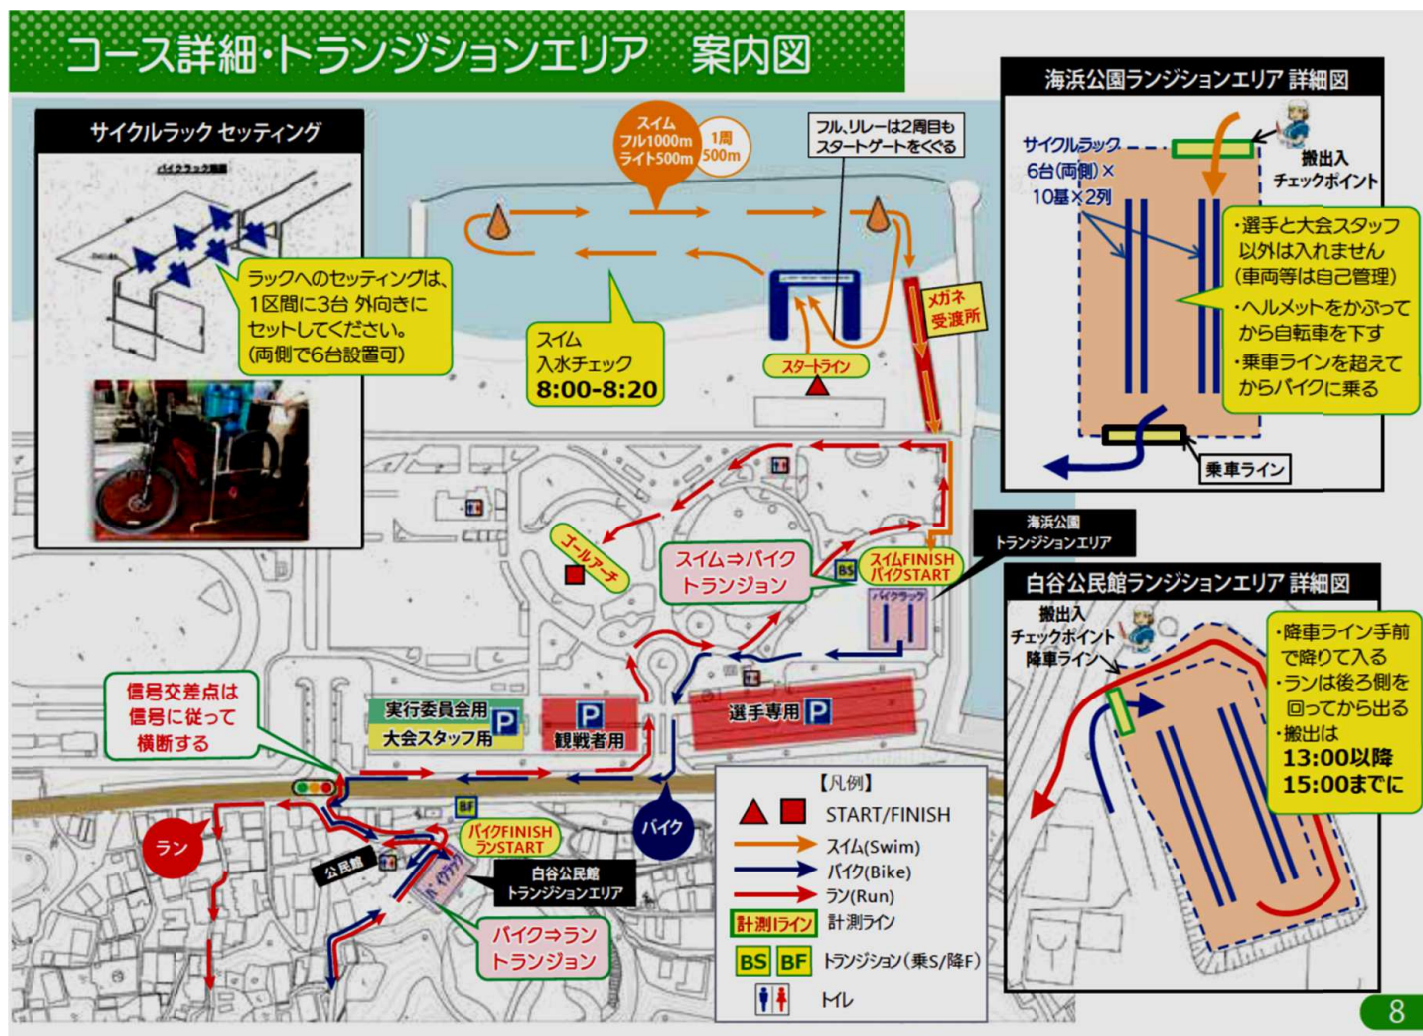 コース詳細・トランジションエリア　案内図
サイクルラック セッティング
バイクラック略図
ラックへのセッティングは、
1区間に3台 外向きに
セットしてください。
(両側で6台設置可)
スイム
フル1000m
ライト500m
1周
500m
フル、リレーは2周目も
スタートゲートをくぐる
スイム
入水チェック
8:00-8:20
スタートライン
メガネ
受渡所
海浜公園ランジションエリア 詳細図
サイクルラック
6台(両側)×
10基×2列
搬出入
チェックポイント
・選手と大会スタッフ
以外は入れません
(車両等は自己管理)
・ヘルメットをかぶって
から自転車を下す
・乗車ラインを超えて
からバイクに乗る
乗車ライン
ゴールアーチ
スイム⇒バイク
トランジョン
BS
スイムFINISH
バイクSTART
バイクラック
海浜公園
トランジションエリア
信号交差点は
信号に従って
横断する
実行委員会用
大会スタッフ用
P
P
観戦者用
選手専用 P
バイク
ラン
BF
バイクFINISH
ランSTART
公民館
バイクラック
白谷公民館
トランジションエリア
バイク⇒ラン
トランジョン
【凡例】
START/FINISH
スイム(Swim)
バイク(Bike)
ラン(Run)
計測lライン 計測ライン
BS BF トランジション(乗S/降F)
トイレ
白谷公民館ランジションエリア 詳細図
搬出入
チェックポイント
降車ライン
・降車ライン手前
で降りて入る
・ランは後ろ側を
回ってから出る
・搬出は
13:00以降
15:00までに
8